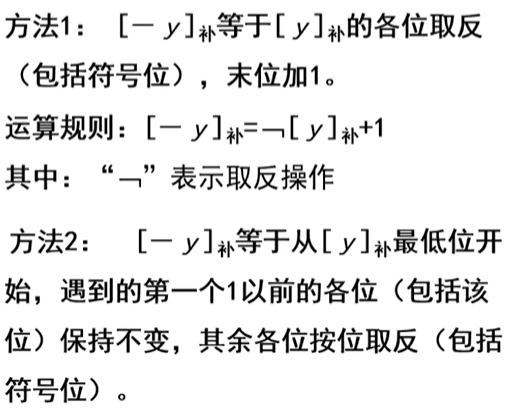 方法1： [－ y]补等于[ y]补的各位取反
（包括符号位），末位加1。
运算规则：[－ y]补=¬[ y]补+1
其中：“¬”表示取反操作
方法2： [－ y]补等于从[ y]补最低位开
始，遇到的第一个1以前的各位（包括该
位）保持不变，其余各位按位取反（包括
符号位）。